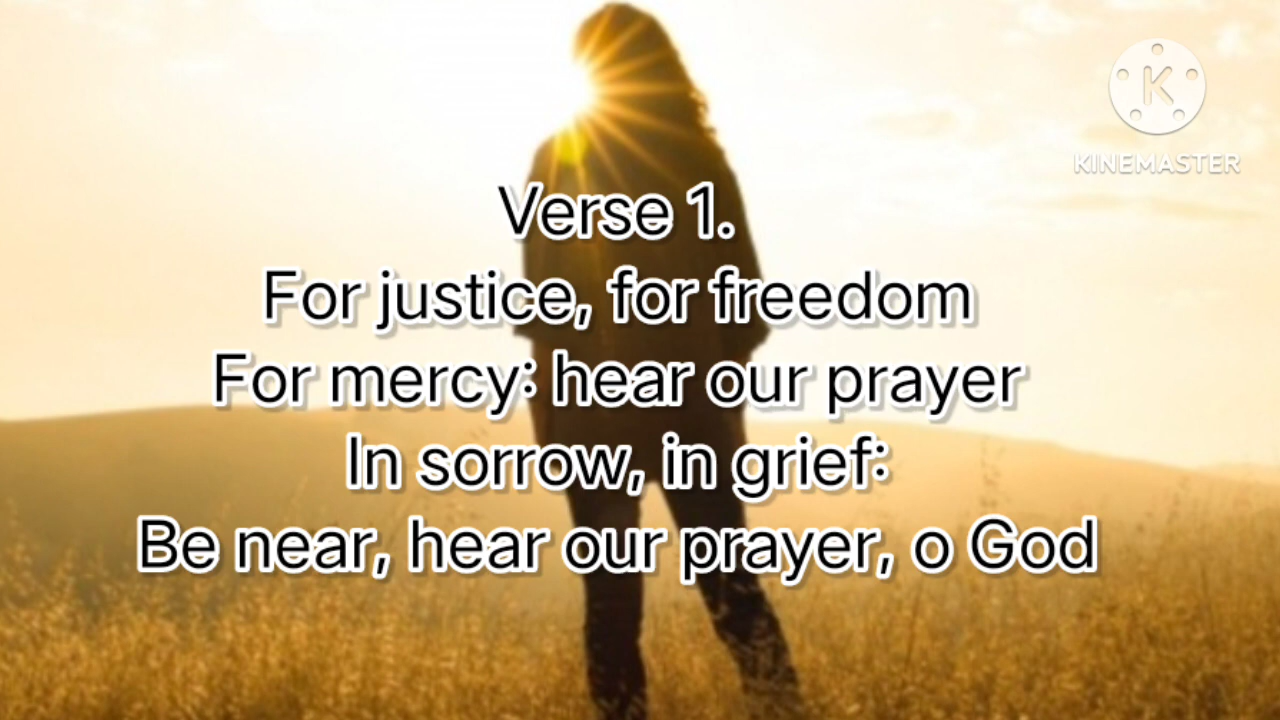 KINEMASTER
Verse 1.
For justice, for freedom
For mercy: hear our prayer
In sorrow, in grief:
Be near, hear our prayer, o God